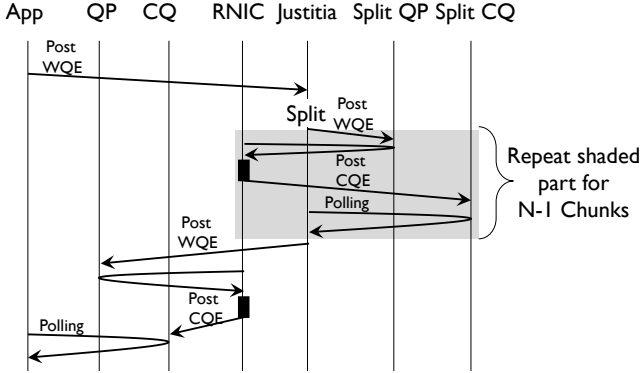 App QP CQ RNIC Justitia Split QP Split CQ
Post
WQE
Split
Post
WQE
Post
CQE
Polling
Repeat shaded
part for
N-1 Chunks
Post
WQE
Post
CQE
Polling